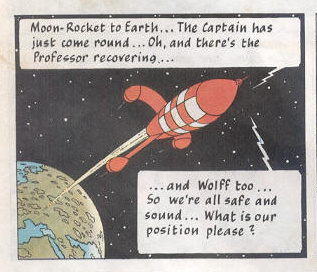 Moon-Rocket to Earth... The Captain has
just come round... Oh, and there's the
Professor recovering...
...and Wolff too...
So we're all safe and
sound... What is our
position please?